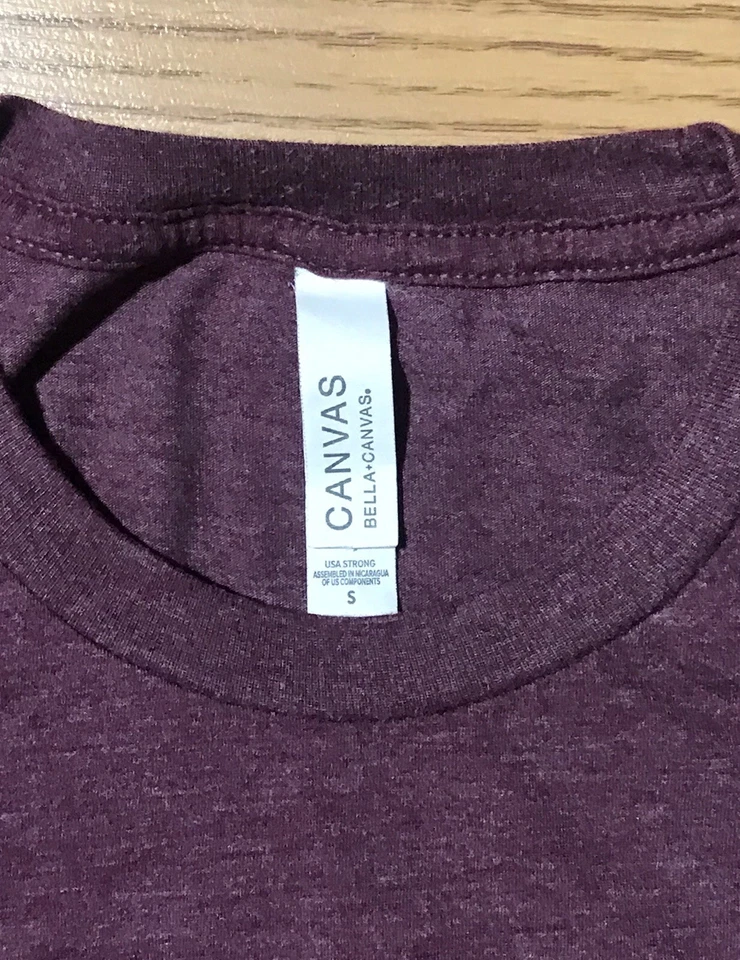 CANVAS
BELLA+CANVAS®
USA STRONG
ASSEMBLED IN NICARAGUA
OF US COMPONENTS
S